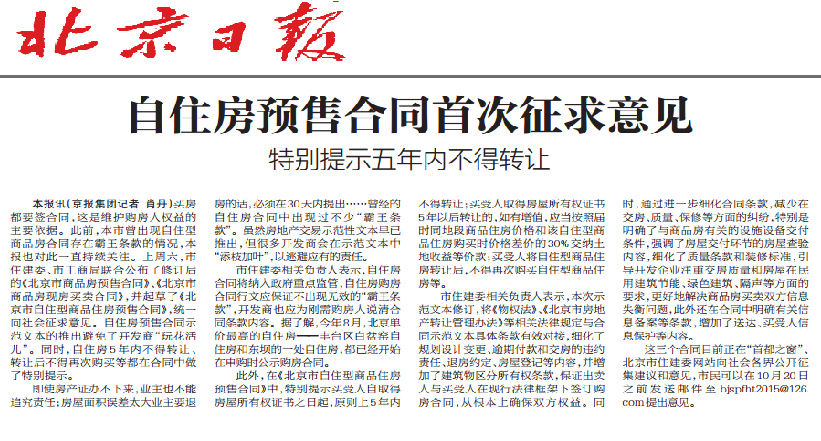 北京日报
自住房预售合同首次征求意见
特别提示五年内不得转让
本报讯(京报集团记者 肖丹)买房
都要签合同,这是维护购房人权益的
主要依据。此前,本市曾出现自住型
商品房合同存在霸王条款的情况,本
报也对此一直持续关注。上周六,市
住建委、市工商局联合公布了修订后
的《北京市商品房预售合同》、《北京
市商品房现房买卖合同》,并起草了《北
京市自住型商品住房预售合同》,统一
向社会征求意见。自住房预售合同示
范文本的推出避免了开发商“玩花活
儿”。同时,自住房5年内不得转让,
转让后不得再次购买等都在合同中做
了特别提示。
即使房产证办不下来,业主也不能
追究责任;房屋面积误差太大业主要退
房的话,必须在30天内提出……曾经的
自住房合同中出现过不少“霸王条
款”。虽然房地产交易示范性文本早已
推出,但很多开发商会在示范文本中
“添枝加叶”,以逃避应有的责任。
市住建委相关负责人表示,自住房
合同将纳入政府重点监管,自住房购房
合同行文应保证不出现无效的“霸王条
款”,开发商也应为刚需购房人说清合
同条款内容。据了解,今年8月,北京单
价最高的自住房——丰台区白盆窑自
住房和东坝的一处自住房,都已经开始
在申购时公示购房合同。
此外,在《北京市自住型商品住房
预售合同》中,特别提示买受人自取得
房屋所有权证书之日起,原则上5年内
不得转让;买受人取得房屋所有权证书
5年以后转让的,如有增值,应当按照届
时同地段商品住房价格和该自住型商
品住房购买时价格差价的30%交纳土
地收益等价款;买受人将自住型商品住
房转让后,不得再次购买自住型商品住
房等。
市住建委相关负责人表示,本次示
范文本修订,将《物权法》、《北京市房地
产转让管理办法》等相关法律规定与合
同示范文本具体条款有效对接,细化了
规划设计变更、逾期付款和交房的违约
责任、退房约定、房屋登记等内容,并增
加了建筑物区分所有权条款,保证出卖
人与买受人在现行法律框架下签订购
房合同,从根本上确保双方权益。同
时,通过进一步细化合同条款,减少在
交房、质量、保修等方面的纠纷,特别是
明确了与商品房有关的设施设备交付
条件,强调了房屋交付环节的房屋查验
内容,细化了质量条款和装修标准,引
导开发企业注重交房质量和房屋在民
用建筑节能、绿色建筑、隔声等方面的
要求,更好地解决商品房买卖双方信息
失衡问题,此外还在合同中明确有关信
息备案等条款,增加了送达、买受人信
息保护等内容。
这三个合同目前正在“首都之窗”、
北京市住建委网站向社会各界公开征
集建议和意见,市民可以在10月20日
之前发送邮件至bjspfht2015@126.
com提出意见。